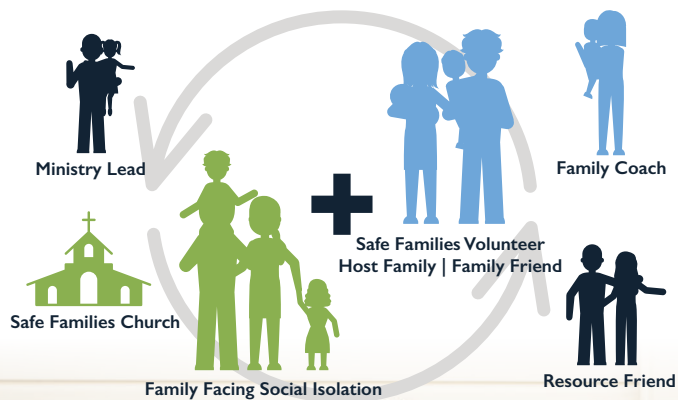 Ministry Lead
Family Coach
Safe Families Volunteer
Host Family | Family Friend
Safe Families Church
Family Facing Social Isolation
Resource Friend